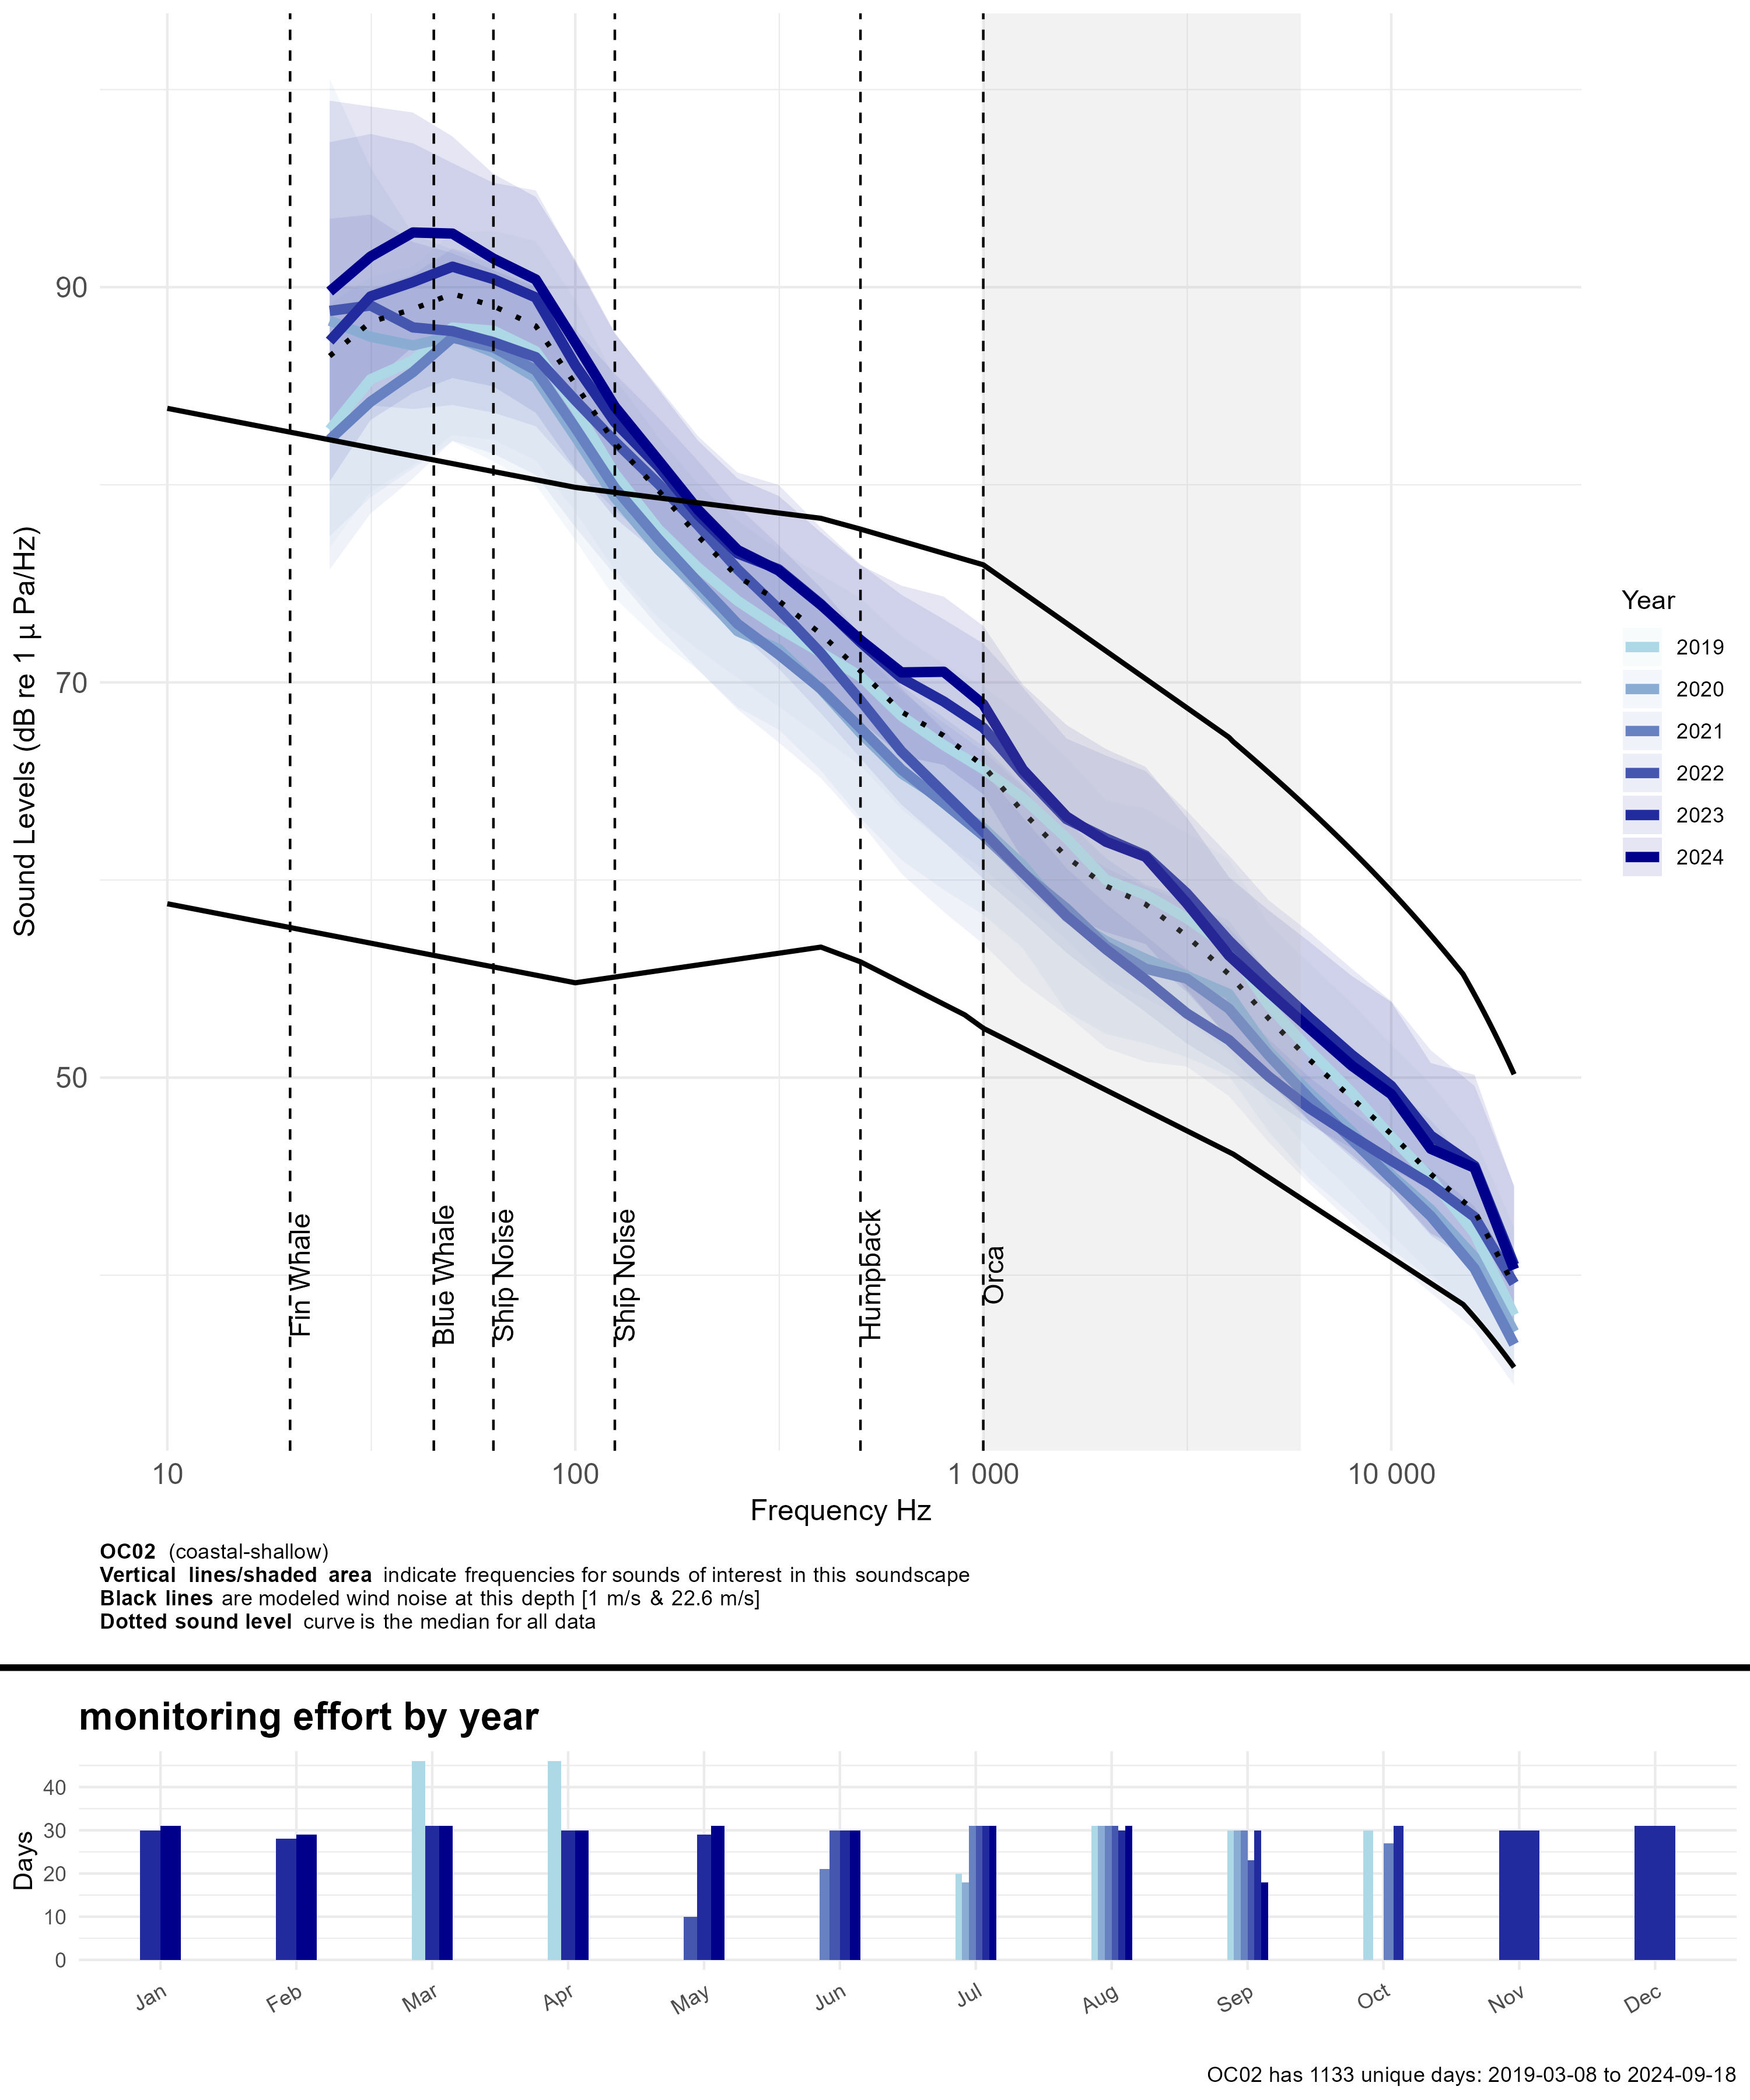 90
70
50
Sound Levels (dB re 1 µ Pa/Hz)
Fin Whale
Blue Whale
Ship Noise
Ship Noise
Humpback
Orca
10
100
1 000
10 000
Frequency Hz
Year
2019
2020
2021
2022
2023
2024
OC02 (coastal-shallow)
Vertical lines/shaded area indicate frequencies for sounds of interest in this soundscape
Black lines are modeled wind noise at this depth [1 m/s & 22.6 m/s]
Dotted sound level curve is the median for all data
monitoring effort by year
Days
40
30
20
10
0
Jan
Feb
Mar
Apr
May
Jun
Jul
Aug
Sep
Oct
Nov
Dec
OC02 has 1133 unique days: 2019-03-08 to 2024-09-18